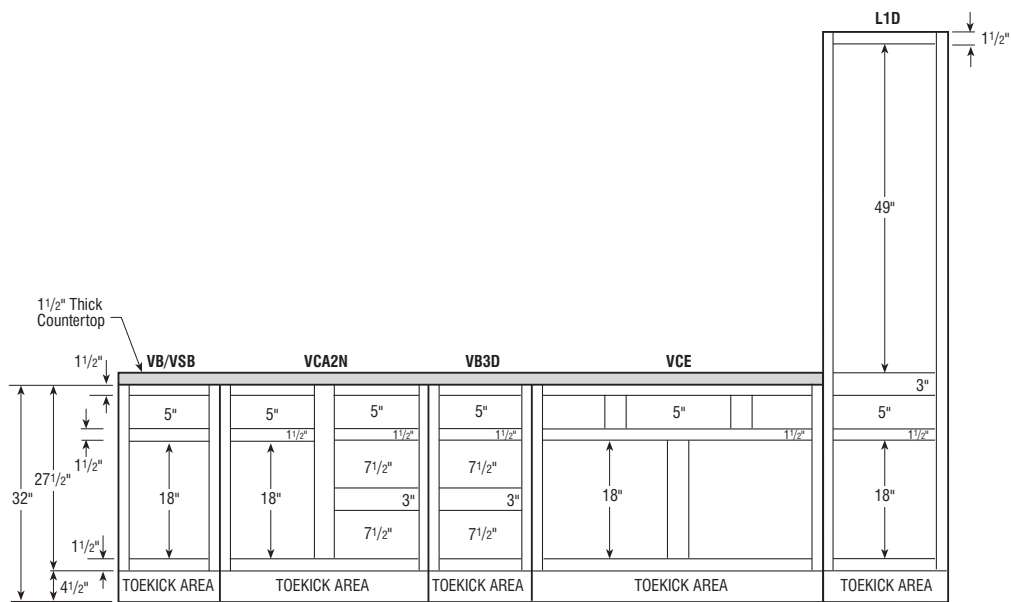 L1D
1 1/2"
49"
1 1/2" Thick
Countertop
VB/VSB VCA2N VB3D VCE
1 1/2"
3"
5" 5" 5" 5" 5" 5"
1 1/2" 1 1/2" 1 1/2" 1 1/2" 1 1/2"
1 1/2"
7 1/2" 7 1/2"
27 1/2"
32" 18" 18" 3" 3" 18" 18"
7 1/2" 7 1/2"
1 1/2"
4 1/2" TOEKICK AREA TOEKICK AREA TOEKICK AREA TOEKICK AREA TOEKICK AREA